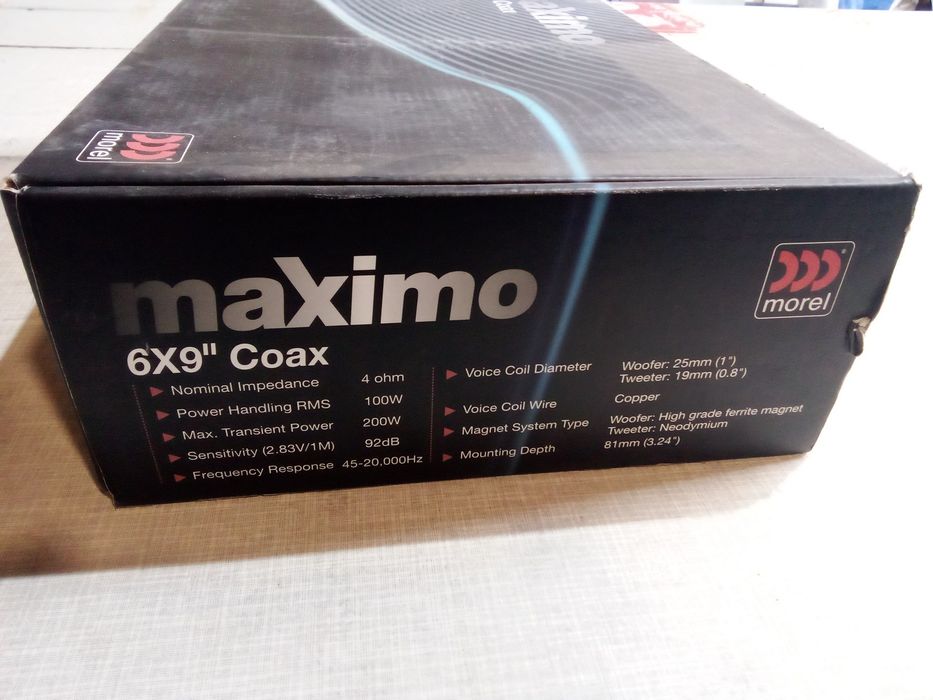 maximo
Coax
morel
maximo
morel
6X9" Coax
Nominal Impedance 4 ohm
Power Handling RMS 100W
Max. Transient Power 200W
Sensitivity (2.83V/1M) 92dB
Frequency Response 45-20,000Hz
Voice Coil Diameter Woofer: 25mm (1")
Tweeter: 19mm (0.8")
Voice Coil Wire Copper
Magnet System Type Woofer: High grade ferrite magnet
Tweeter: Neodymium
Mounting Depth 81mm (3.24")